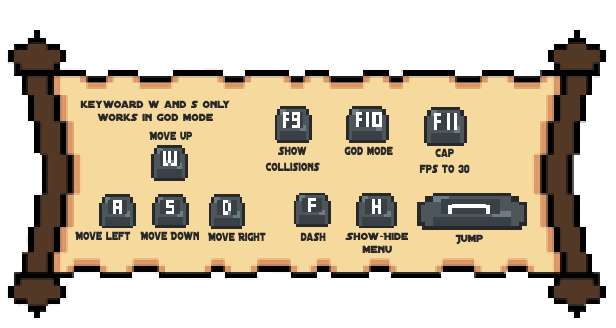 KEYWOARD W AND S ONLY
WORKS IN GOD MODE
MOVE UP
W
F9
SHOW
COLLISIONS
F10
GOD MODE
F11
CAP
FPS TO 30
A
MOVE LEFT
S
MOVE DOWN
D
MOVE RIGHT
F
DASH
H
SHOW-HIDE
MENU
JUMP